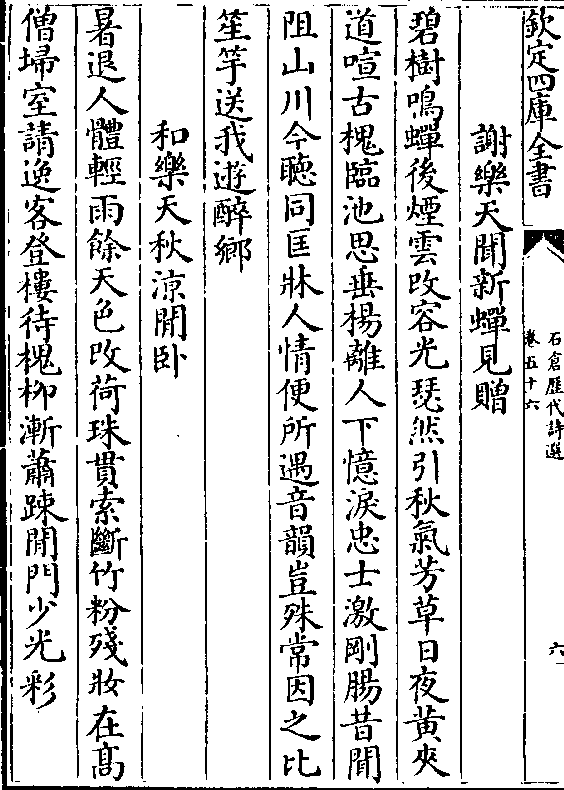 欽定四庫全書
石倉歷代詩選
卷五十六
六
謝樂天聞新蟬見贈
碧樹鳴蟬後煙雲改容光瑟然引秋氣芳草日夜黃夾
道喧古槐臨池思垂楊離人下憶淚忠士激剛腸昔聞
阻山川今聽同匡牀人情便所遇音韻豈殊常因之比
笙竽送我遊醉鄉
和樂天秋涼閒卧
暑退人體輕雨餘天色改荷珠貫索斷竹粉殘妝在高
僧埽室請逸客登樓待槐柳漸蕭踈閒門少光彩